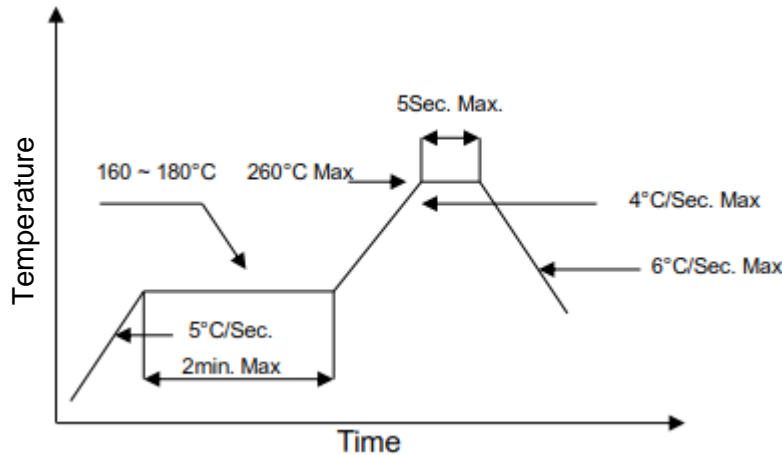 5Sec. Max.
160 ~ 180°C
260°C Max
4°C/Sec. Max
6°C/Sec. Max
5°C/Sec.
2min. Max
Temperature
Time